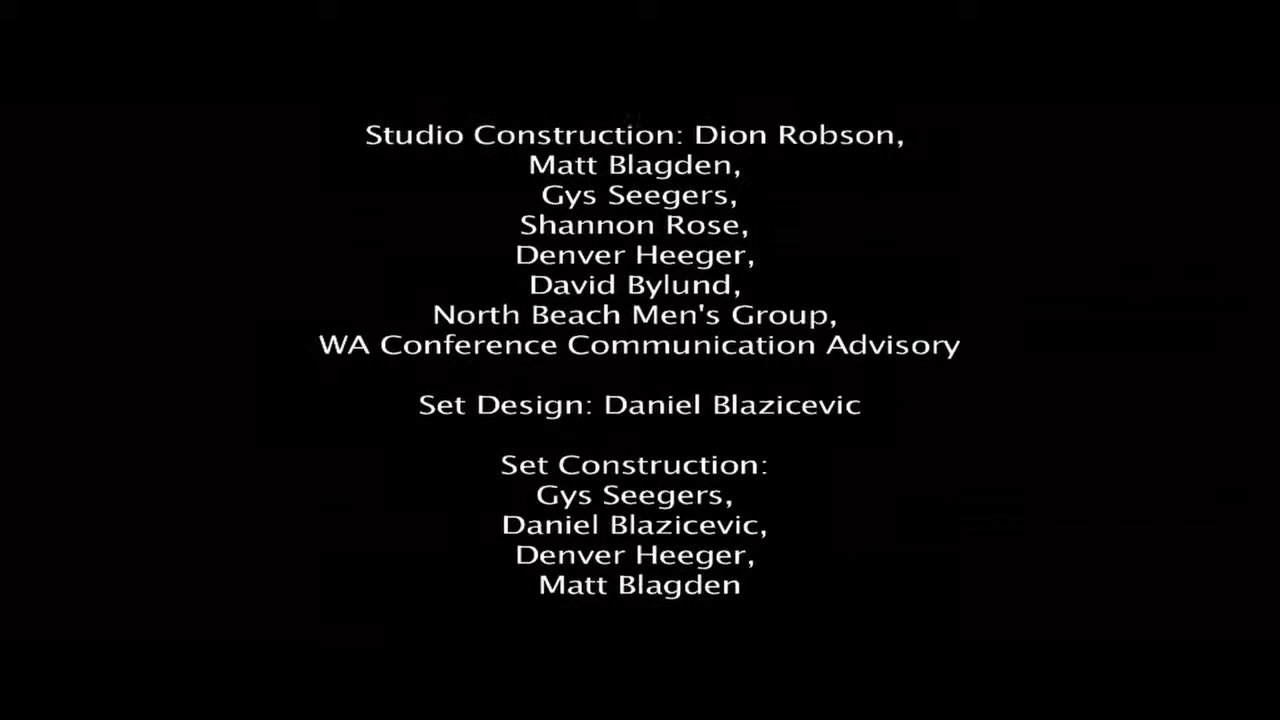 Studio Construction: Dion Robson,
Matt Blagden,
Gys Seegers,
Shannon Rose,
Denver Heeger,
David Bylund,
North Beach Men's Group,
WA Conference Communication Advisory
Set Design: Daniel Blazicevic
Set Construction:
Gys Seegers,
Daniel Blazicevic,
Denver Heeger,
Matt Blagden